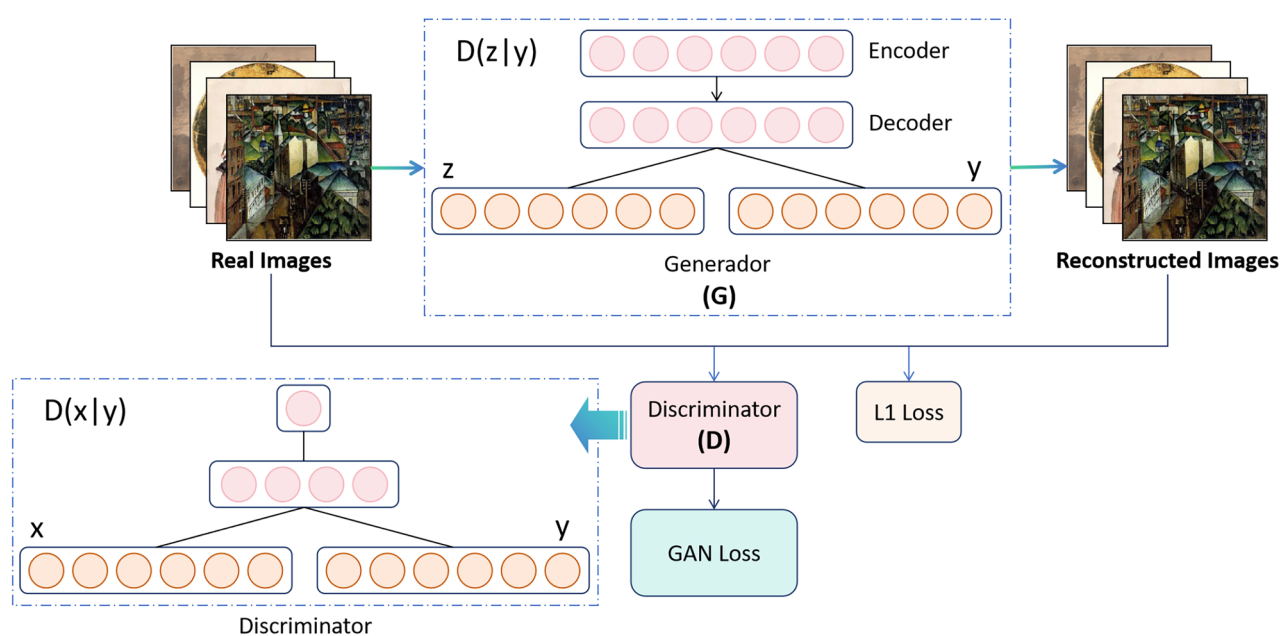 D(z|y)
Encoder
Decoder
z
y
Generador
(G)
Real Images
Reconstructed Images
D(x|y)
x
y
Discriminator
Discriminator
(D)
L1 Loss
GAN Loss